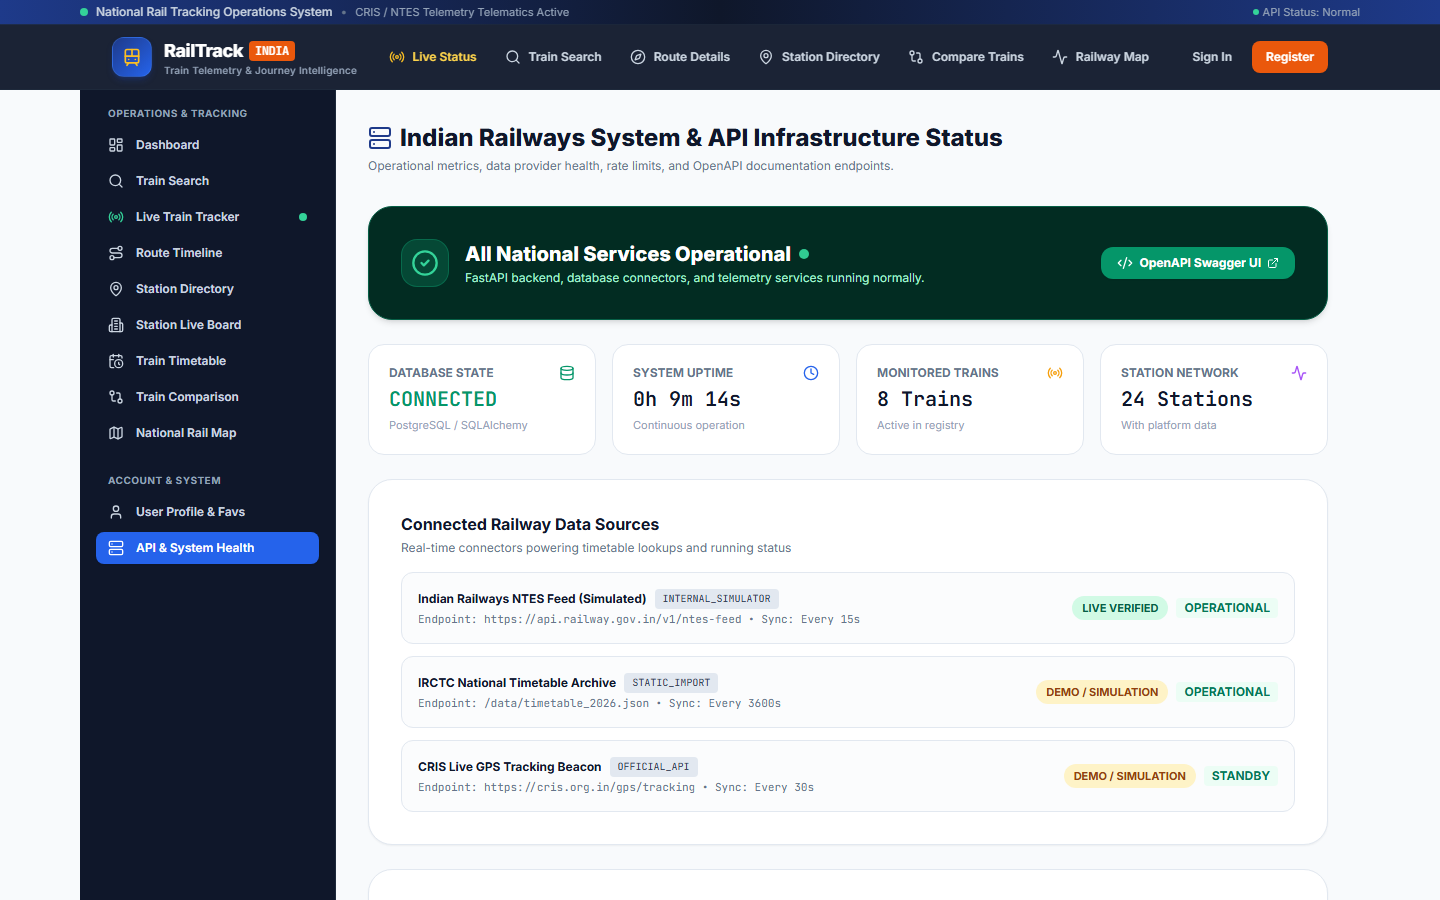 National Rail Tracking Operations System • CRIS / NTES Telemetry Telematics Active
API Status: Normal
RailTrack INDIA
Train Telemetry & Journey Intelligence
Live Status
Train Search
Route Details
Station Directory
Compare Trains
Railway Map
Sign In
Register
OPERATIONS & TRACKING
Dashboard
Train Search
Live Train Tracker
Route Timeline
Station Directory
Station Live Board
Train Timetable
Train Comparison
National Rail Map
ACCOUNT & SYSTEM
User Profile & Favs
API & System Health
Indian Railways System & API Infrastructure Status
Operational metrics, data provider health, rate limits, and OpenAPI documentation endpoints.
All National Services Operational
FastAPI backend, database connectors, and telemetry services running normally.
OpenAPI Swagger UI
DATABASE STATE
CONNECTED
PostgreSQL / SQLAlchemy
SYSTEM UPTIME
0h 9m 14s
Continuous operation
MONITORED TRAINS
8 Trains
Active in registry
STATION NETWORK
24 Stations
With platform data
Connected Railway Data Sources
Real-time connectors powering timetable lookups and running status
Indian Railways NTES Feed (Simulated) INTERNAL_SIMULATOR
Endpoint: https://api.railway.gov.in/v1/ntes-feed • Sync: Every 15s
LIVE VERIFIED
OPERATIONAL
IRCTC National Timetable Archive STATIC_IMPORT
Endpoint: /data/timetable_2026.json • Sync: Every 3600s
DEMO / SIMULATION
OPERATIONAL
CRIS Live GPS Tracking Beacon OFFICIAL_API
Endpoint: https://cris.org.in/gps/tracking • Sync: Every 30s
DEMO / SIMULATION
STANDBY